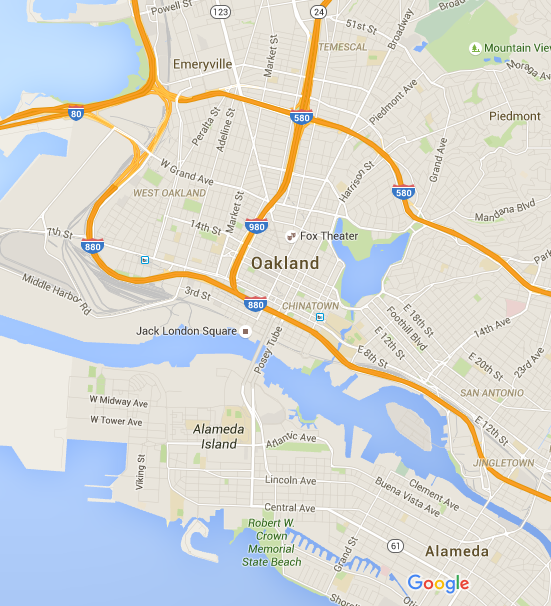 Powell St
123
24
51st St
Broadway
Broadwa
TEMESCAL
Market St
Mountain View
Emeryville
Moraga Ave
80
Piedmont Ave
580
Piedmont
Peralta St
Adeline St
Grand Ave
W Grand Ave
Harrison St
WEST OAKLAND
580
Market St
Mandana Blvd
14th St
980
7th St
Fox Theater
880
Park
Oakland
Middle Harbor Rd
3rd St
880
CHINATOWN
E 18th St
Foothill Blvd
14th Ave
Jack London Square
Posey Tube
E 12th St
E 8th St
E 20th St
23rd Ave
SAN ANTONIO
W Midway Ave
W Tower Ave
Alameda
Island
Atlantic Ave
E 12th St
JINGLETOWN
Viking St
Lincoln Ave
Clement Ave
Buena Vista Ave
Central Ave
Robert W.
Crown
Memorial
State Beach
Grand St
61
Alameda
Google
Shore
Otis